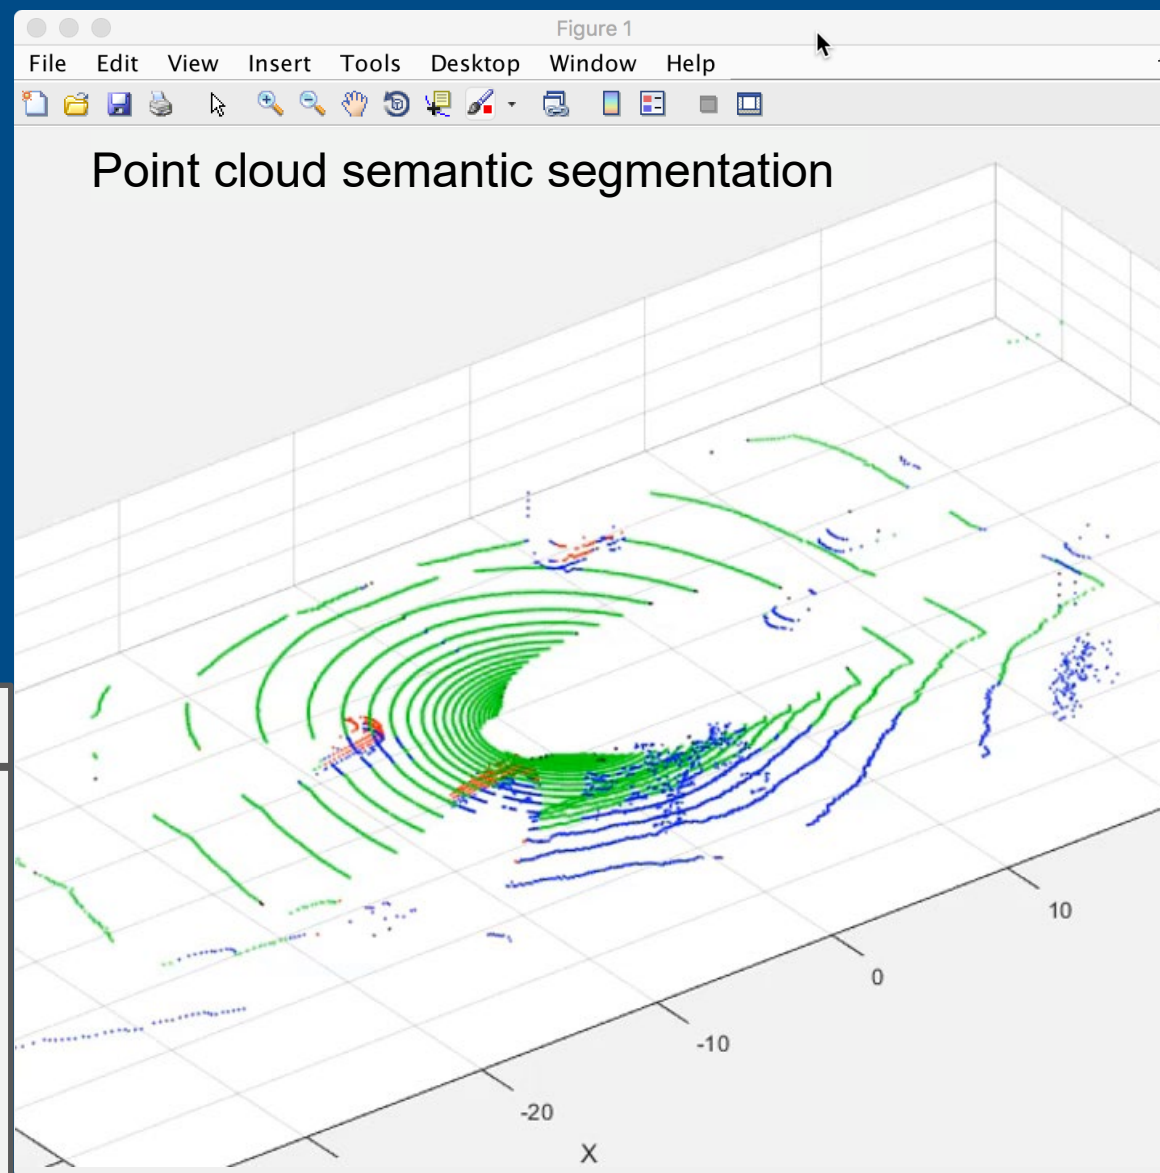 Figure 1
File Edit View Insert Tools Desktop Window Help
Point cloud semantic segmentation
10
0
-10
-20
X